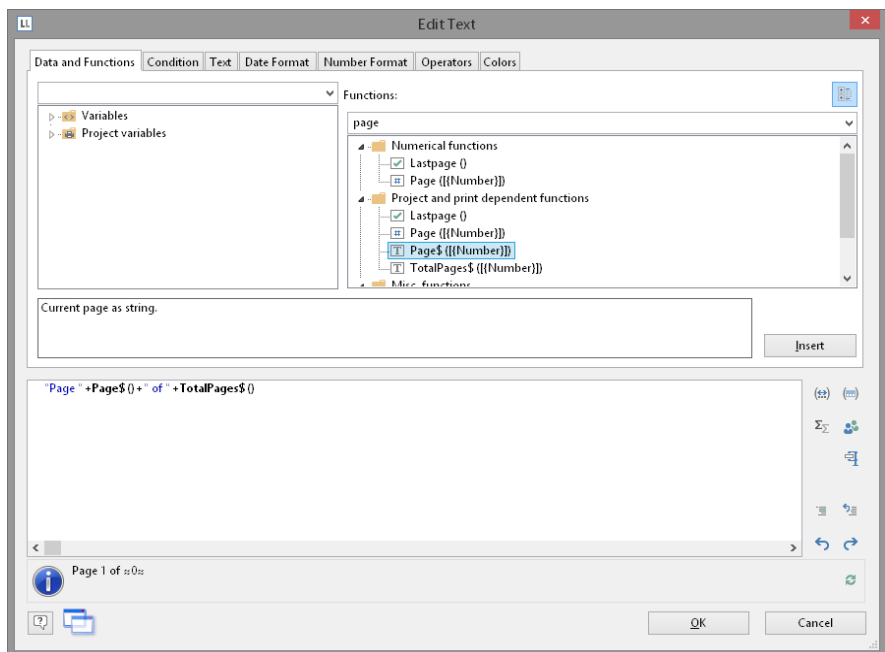 LL
Edit Text
Data and Functions Condition Text Date Format Number Format Operators Colors
Functions:
Variables
Project variables
page
Numerical functions
Lastpage ()
Page ([{Number}])
Project and print dependent functions
Lastpage ()
Page ([{Number}])
Page$ ([{Number}])
TotalPages$ ([{Number}])
Misc. functions
Current page as string.
Insert
"Page " +Page$ ()+" of " +TotalPages$ ()
Page 1 of ≈0≈
OK Cancel